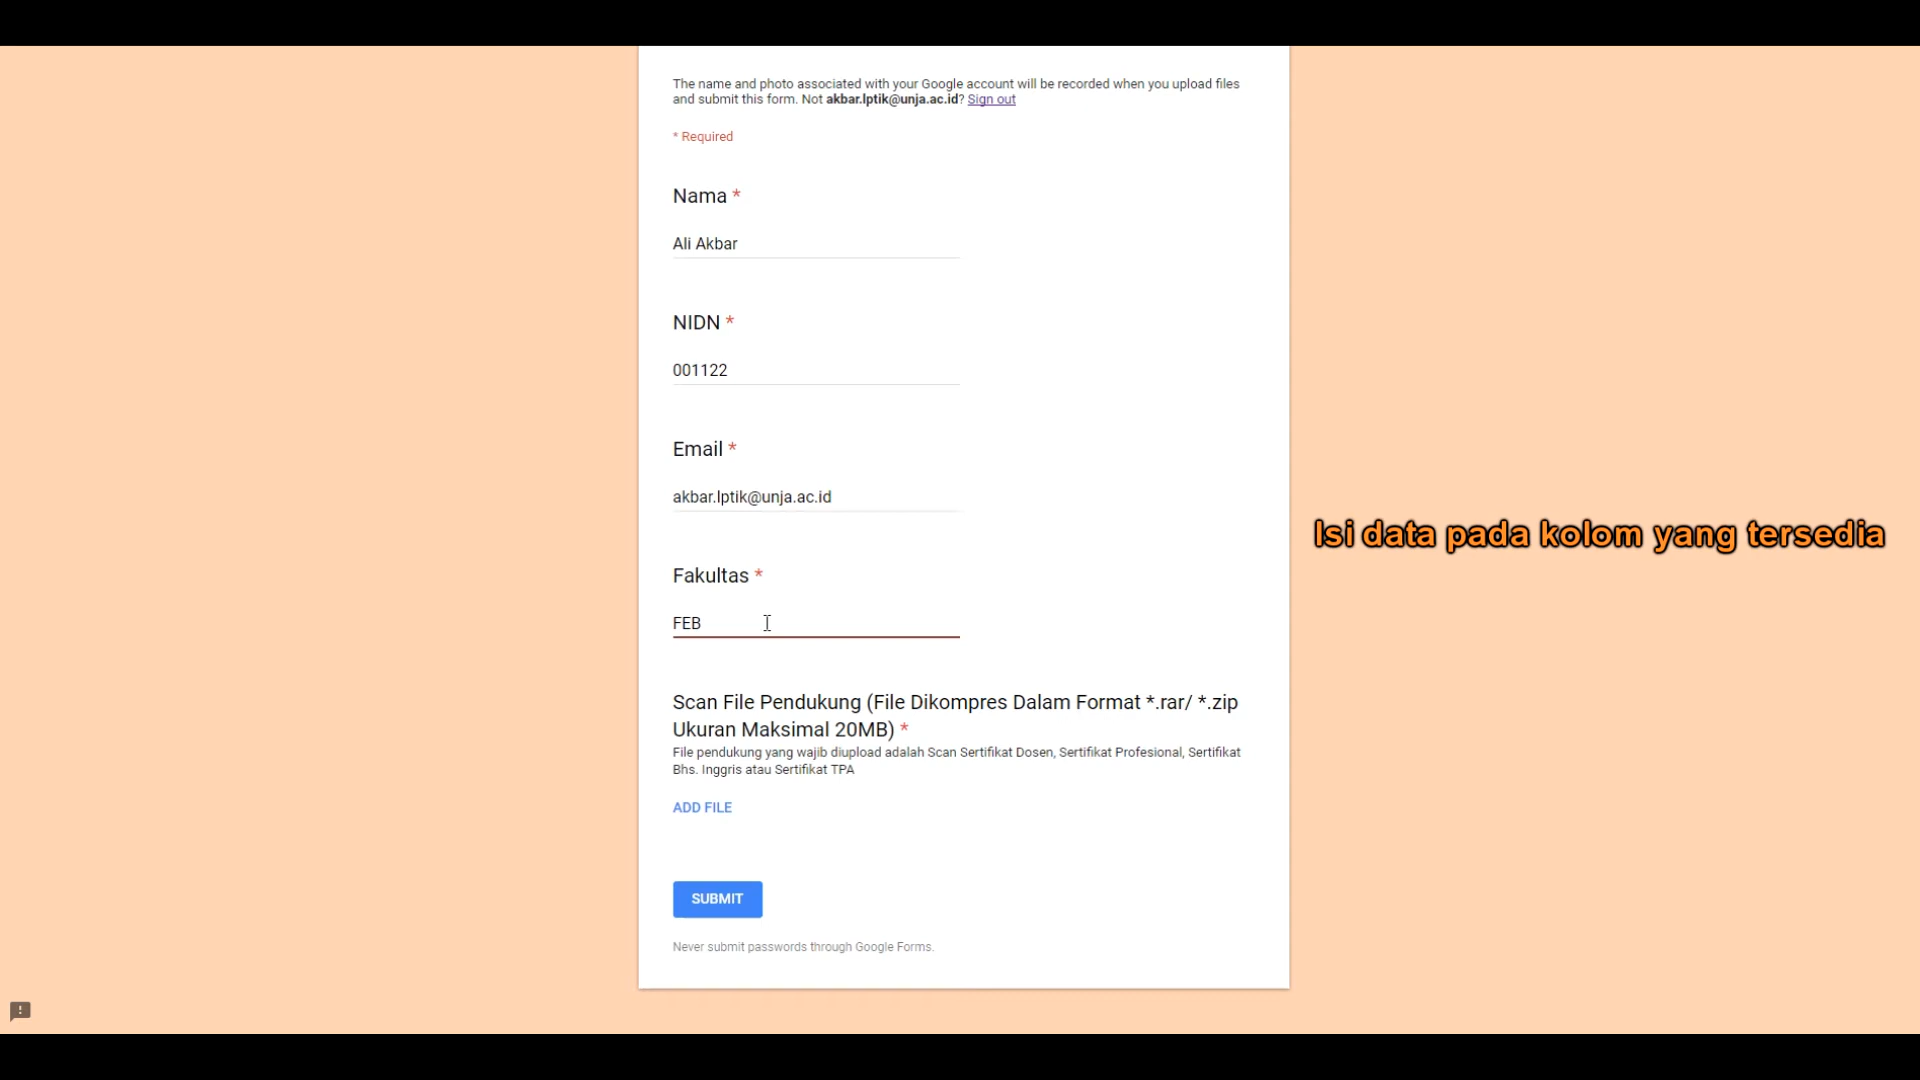 The name and photo associated with your Google account will be recorded when you upload files
and submit this form. Not akbar.lptik@unja.ac.id? Sign out
* Required
Nama *
Ali Akbar
NIDN *
001122
Email *
akbar.lptik@unja.ac.id
Isi data pada kolom yang tersedia
Fakultas *
FEB
Scan File Pendukung (File Dikompres Dalam Format *.rar/ *.zip
Ukuran Maksimal 20MB) *
File pendukung yang wajib diupload adalah Scan Sertifikat Dosen, Sertifikat Profesional, Sertifikat
Bhs. Inggris atau Sertifikat TPA
ADD FILE
SUBMIT
Never submit passwords through Google Forms.